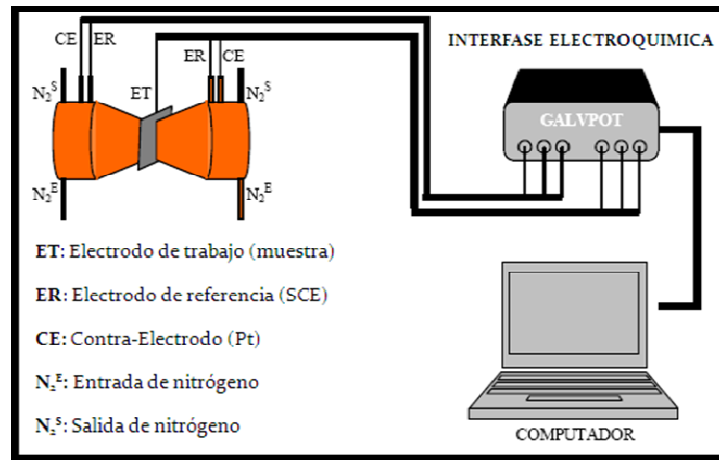 CE ER
ER CE
INTERFASE ELECTROQUIMICA
N₂ˢ ET N₂ˢ
GALVPOT
N₂ᴱ N₂ᴱ
ET: Electrodo de trabajo (muestra)
ER: Electrodo de referencia (SCE)
CE: Contra-Electrodo (Pt)
N₂ᴱ: Entrada de nitrógeno
N₂ˢ: Salida de nitrógeno
COMPUTADOR